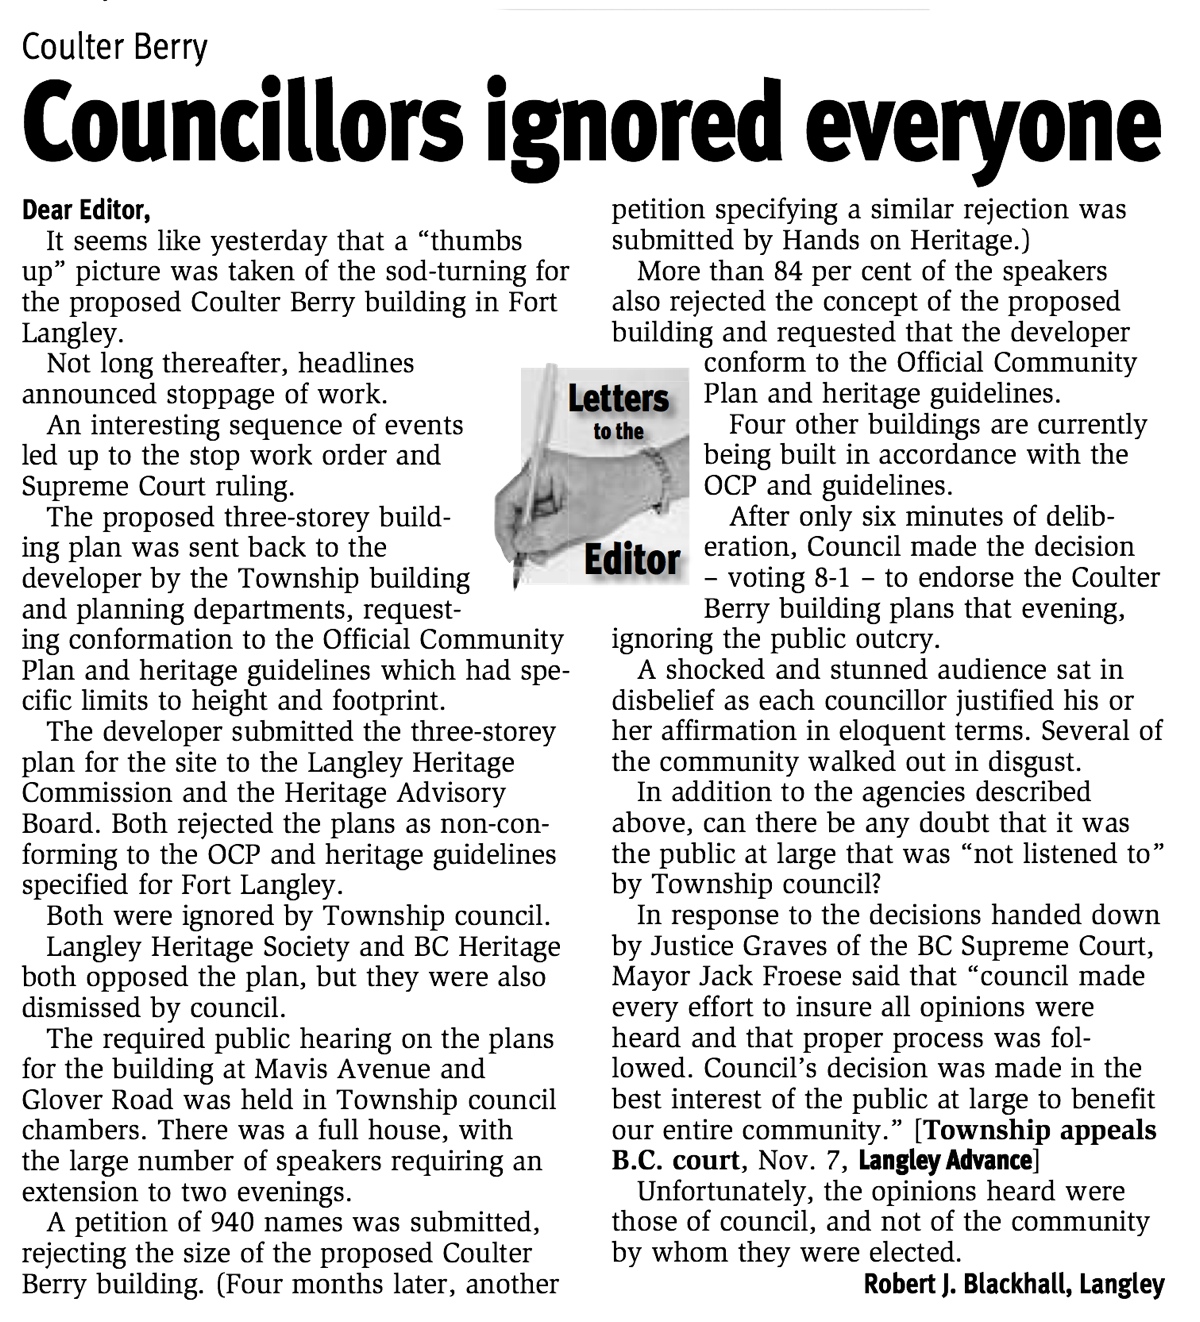 Coulter Berry
Councillors ignored everyone
Dear Editor,
It seems like yesterday that a “thumbs
up” picture was taken of the sod-turning for
the proposed Coulter Berry building in Fort
Langley.
Not long thereafter, headlines
announced stoppage of work.
An interesting sequence of events
led up to the stop work order and
Supreme Court ruling.
The proposed three-storey build-
ing plan was sent back to the
developer by the Township building
and planning departments, request-
ing conformation to the Official Community
Plan and heritage guidelines which had spe-
cific limits to height and footprint.
The developer submitted the three-storey
plan for the site to the Langley Heritage
Commission and the Heritage Advisory
Board. Both rejected the plans as non-con-
forming to the OCP and heritage guidelines
specified for Fort Langley.
Both were ignored by Township council.
Langley Heritage Society and BC Heritage
both opposed the plan, but they were also
dismissed by council.
The required public hearing on the plans
for the building at Mavis Avenue and
Glover Road was held in Township council
chambers. There was a full house, with
the large number of speakers requiring an
extension to two evenings.
A petition of 940 names was submitted,
rejecting the size of the proposed Coulter
Berry building. (Four months later, another
Letters
to the
Editor
petition specifying a similar rejection was
submitted by Hands on Heritage.)
More than 84 per cent of the speakers
also rejected the concept of the proposed
building and requested that the developer
conform to the Official Community
Plan and heritage guidelines.
Four other buildings are currently
being built in accordance with the
OCP and guidelines.
After only six minutes of delib-
eration, Council made the decision
– voting 8-1 – to endorse the Coulter
Berry building plans that evening,
ignoring the public outcry.
A shocked and stunned audience sat in
disbelief as each councillor justified his or
her affirmation in eloquent terms. Several of
the community walked out in disgust.
In addition to the agencies described
above, can there be any doubt that it was
the public at large that was “not listened to”
by Township council?
In response to the decisions handed down
by Justice Graves of the BC Supreme Court,
Mayor Jack Froese said that “council made
every effort to insure all opinions were
heard and that proper process was fol-
lowed. Council’s decision was made in the
best interest of the public at large to benefit
our entire community.” [Township appeals
B.C. court, Nov. 7, Langley Advance]
Unfortunately, the opinions heard were
those of council, and not of the community
by whom they were elected.
Robert J. Blackhall, Langley